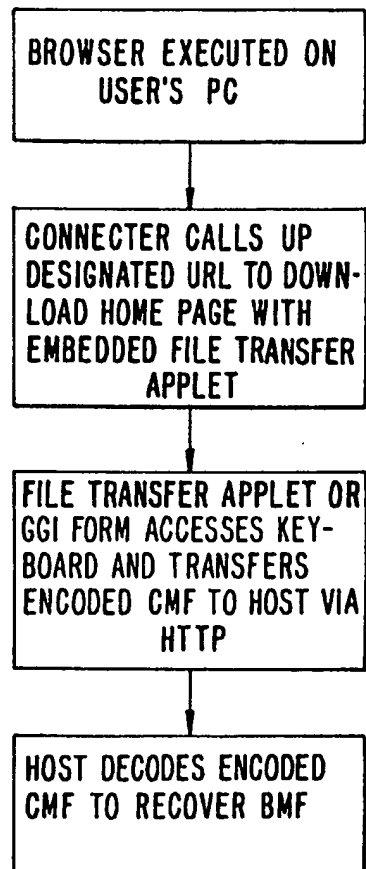 BROWSER EXECUTED ON
USER'S PC
CONNECTER CALLS UP
DESIGNATED URL TO DOWN-
LOAD HOME PAGE WITH
EMBEDDED FILE TRANSFER
APPLET
FILE TRANSFER APPLET OR
GGI FORM ACCESSES KEY-
BOARD AND TRANSFERS
ENCODED CMF TO HOST VIA
HTTP
HOST DECODES ENCODED
CMF TO RECOVER BMF